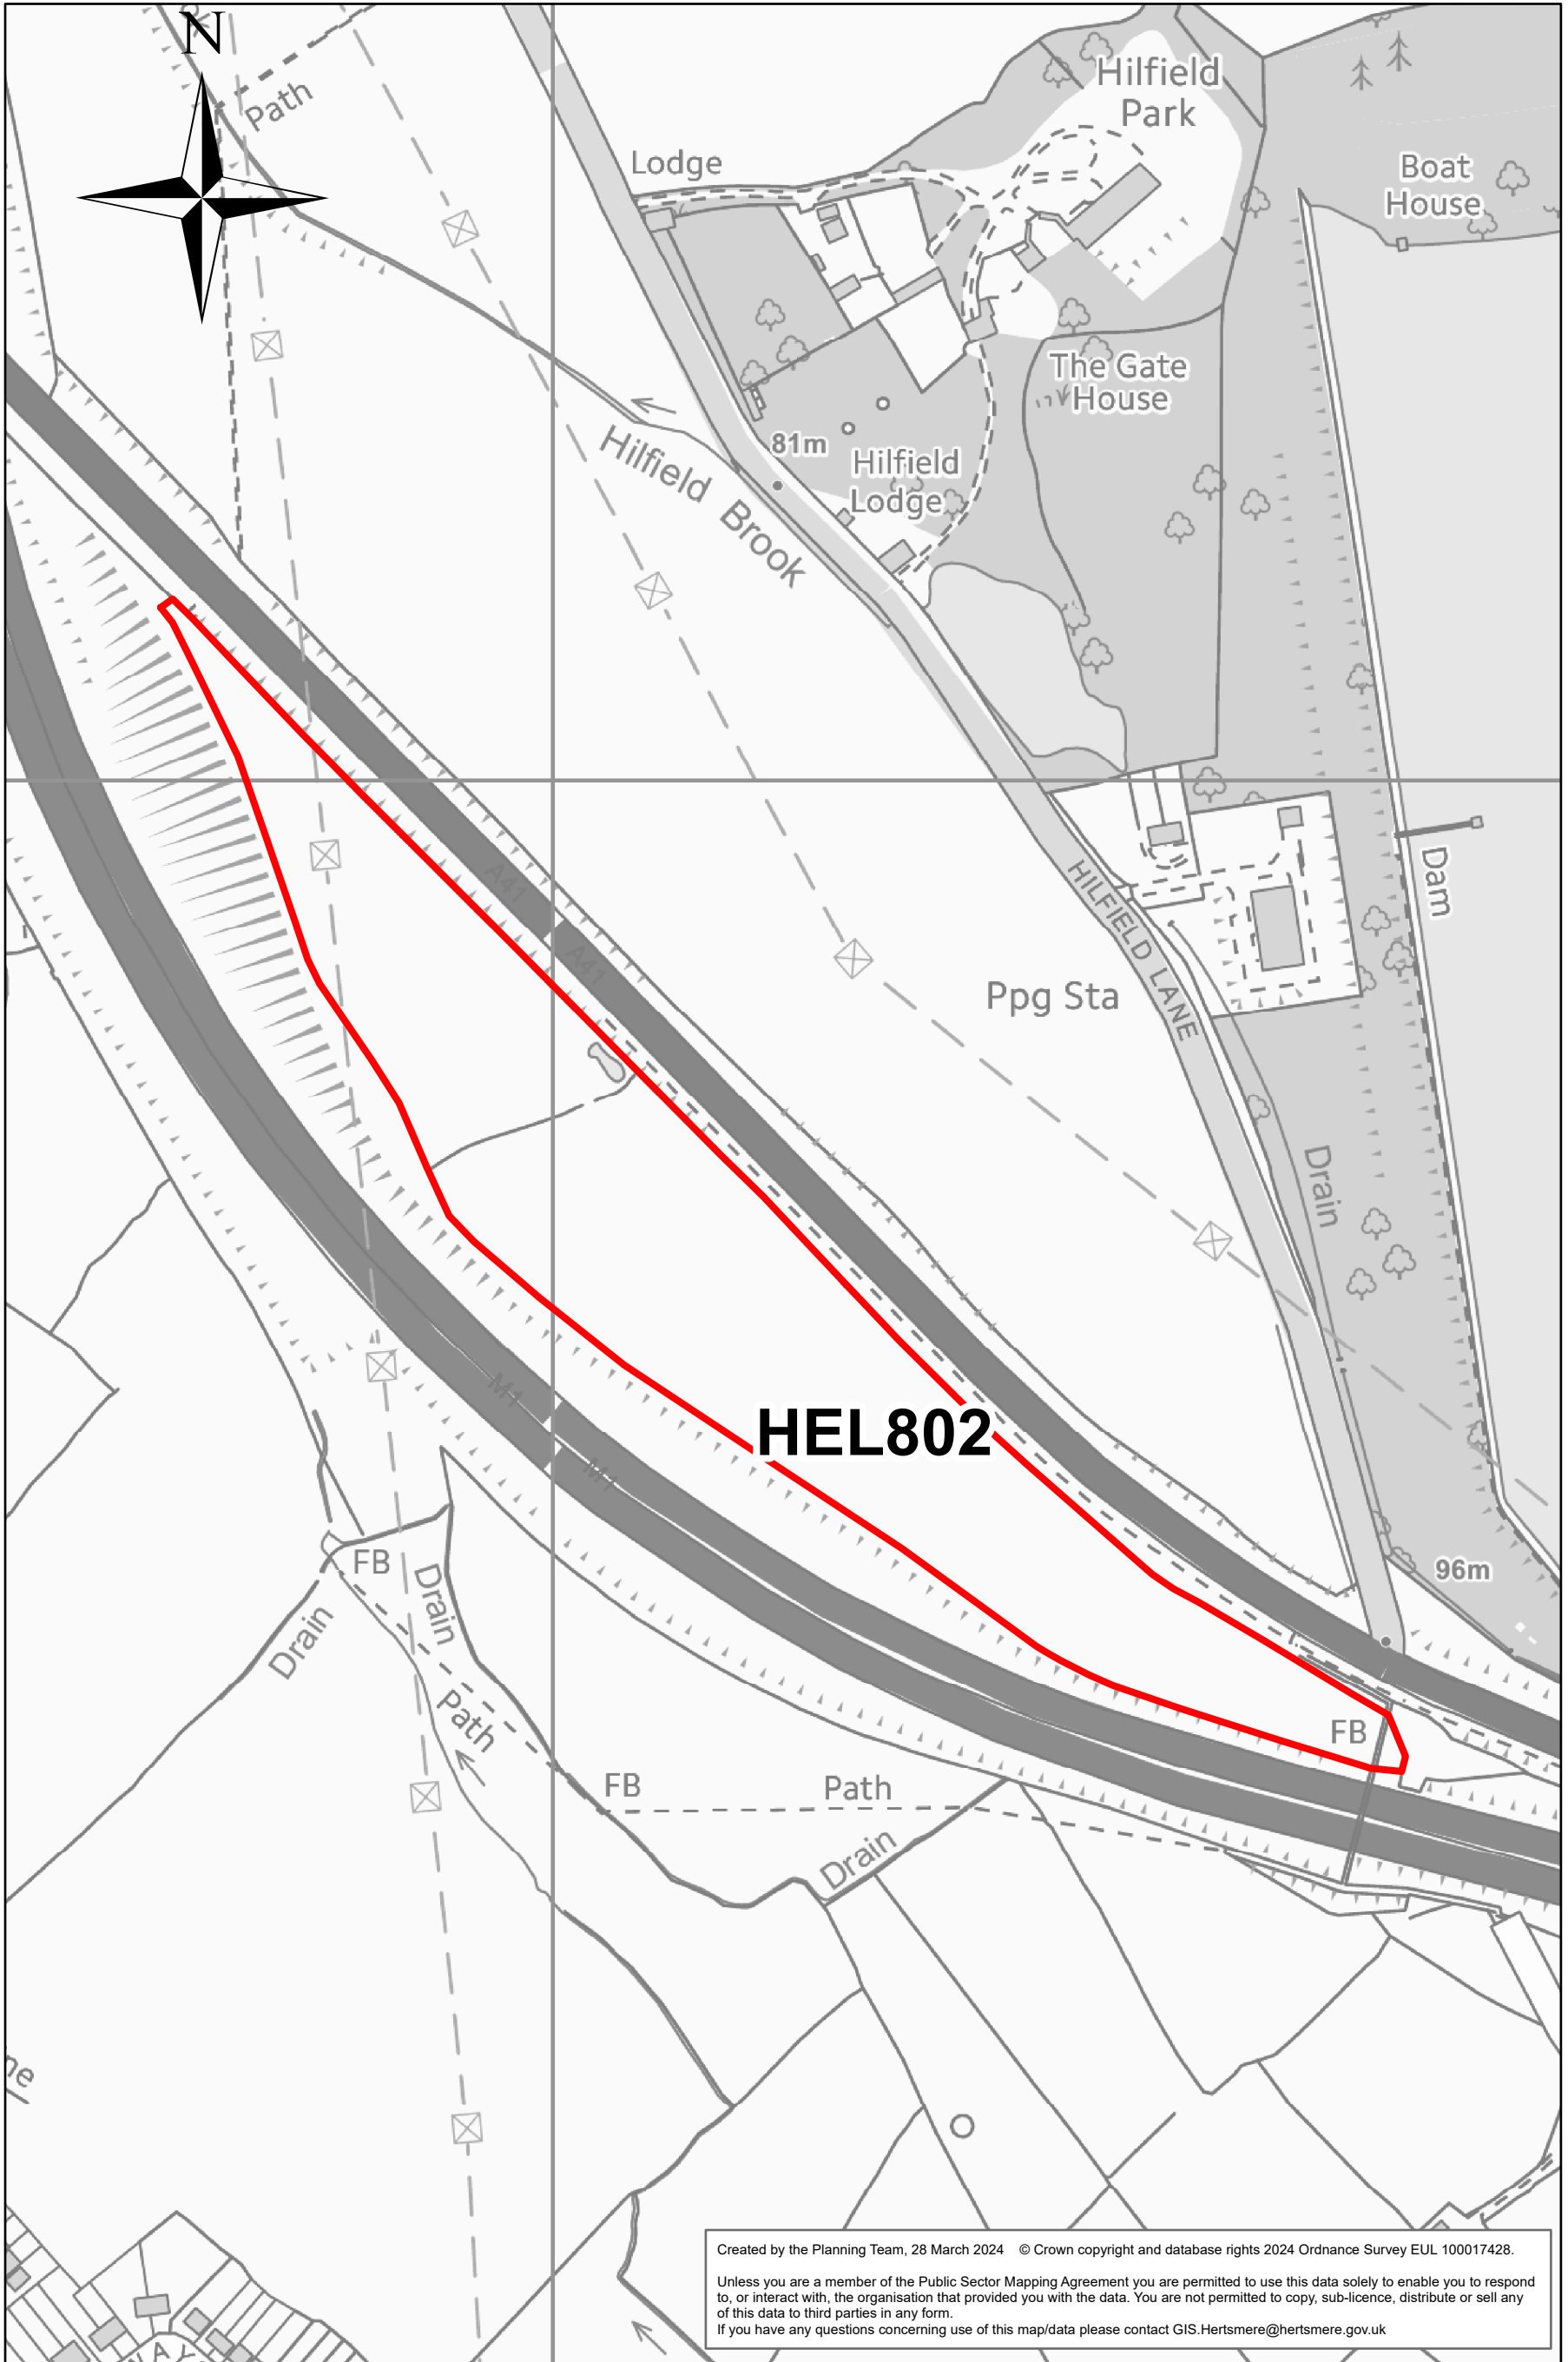 N
Path
Hilfield
Park
Lodge
Boat
House
The Gate
House
81m
Hilfield
Lodge
Hilfield Brook
HILFIELD LANE
Dam
A41
A41
Ppg Sta
Drain
M1
M1
HEL802
96m
FB
Drain
Drain
Path
FB
FB
Path
Drain
Created by the Planning Team, 28 March 2024 © Crown copyright and database rights 2024 Ordnance Survey EUL 100017428.
Unless you are a member of the Public Sector Mapping Agreement you are permitted to use this data solely to enable you to respond
to, or interact with, the organisation that provided you with the data. You are not permitted to copy, sub-licence, distribute or sell any
of this data to third parties in any form.
If you have any questions concerning use of this map/data please contact GIS.Hertsmere@hertsmere.gov.uk